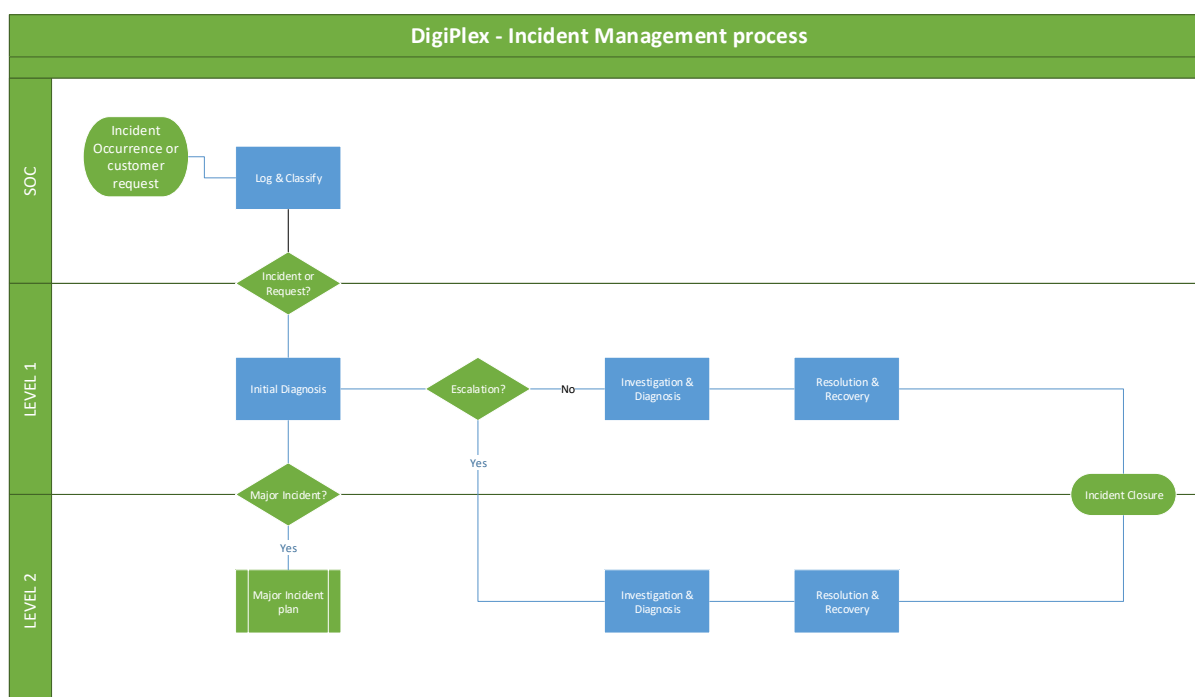 DigiPlex - Incident Management process
SOC
Incident
Occurrence or
customer
request
Log & Classify
Incident or
Request?
LEVEL 1
Initial Diagnosis
Escalation?
No
Investigation &
Diagnosis
Resolution &
Recovery
Yes
Major Incident?
Incident Closure
LEVEL 2
Yes
Major Incident
plan
Investigation &
Diagnosis
Resolution &
Recovery